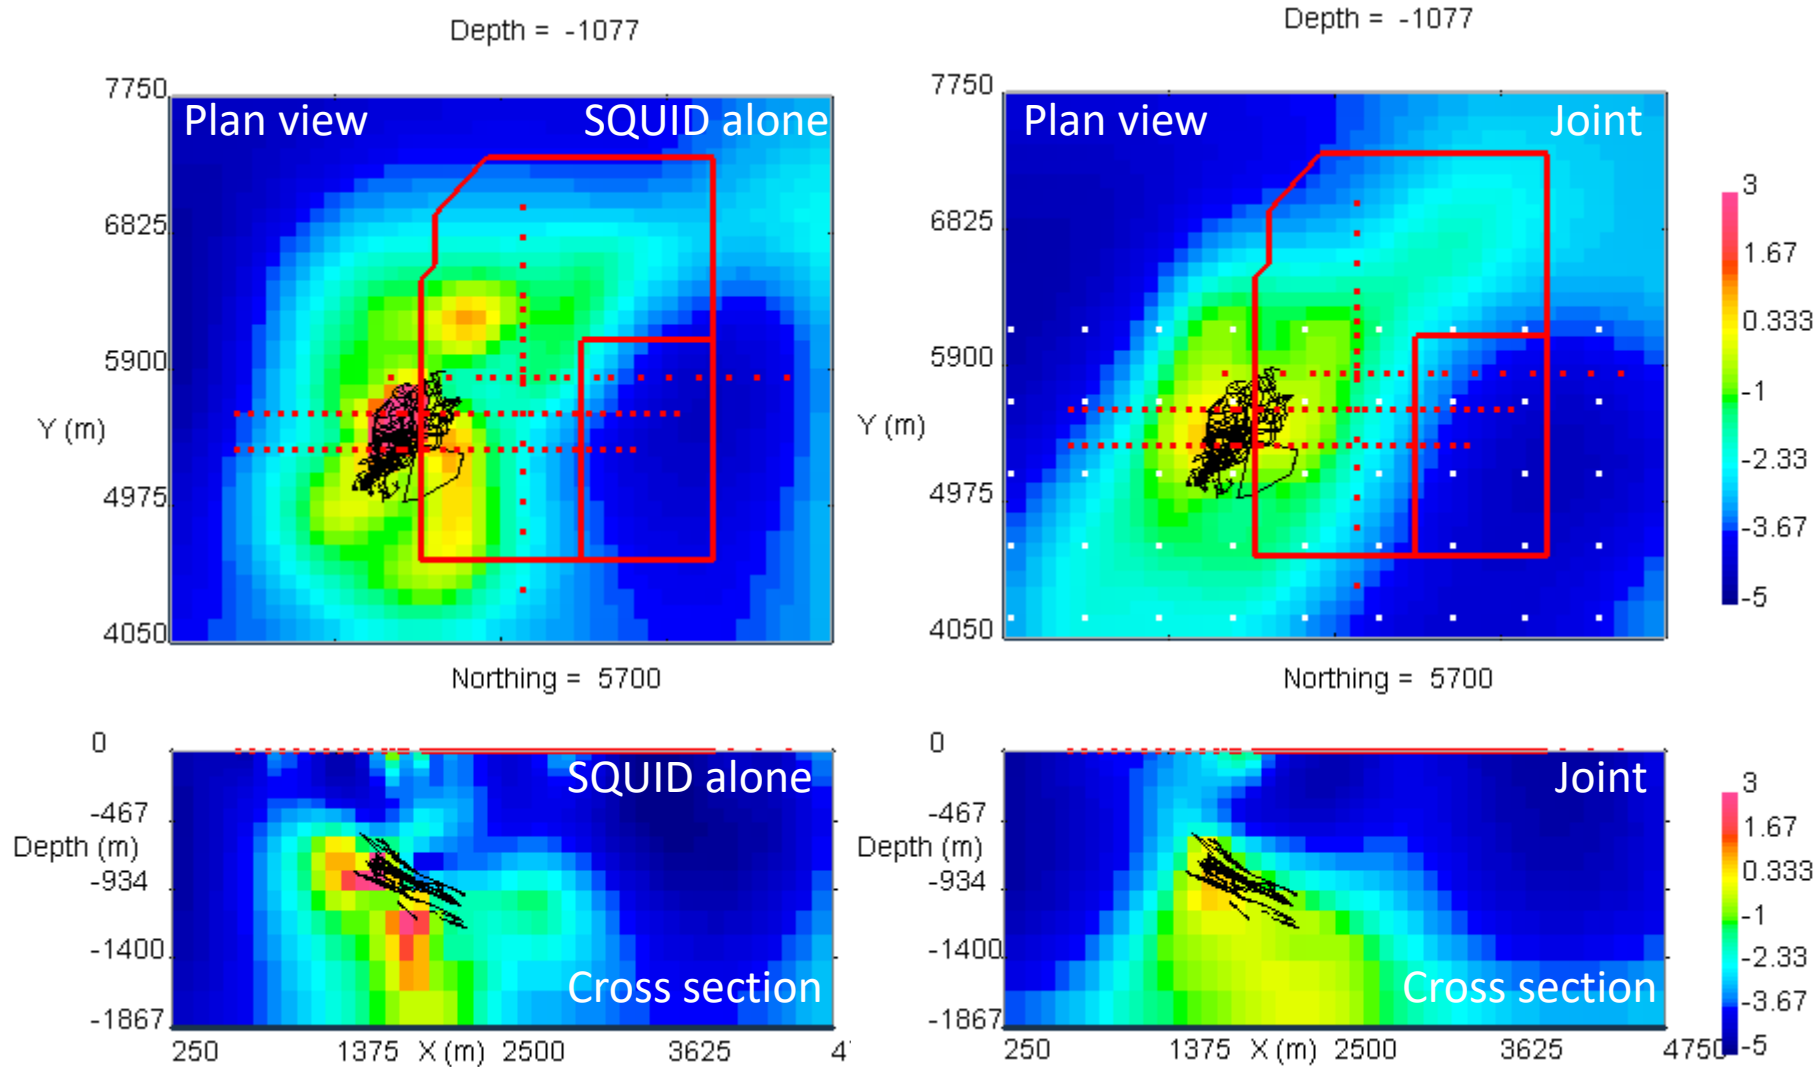 Depth = -1077
Depth = -1077
7750
Plan view
SQUID alone
6825
5900
Y (m)
4975
4050
7750
Plan view
Joint
6825
5900
Y (m)
4975
4050
3
1.67
0.333
-1
-2.33
-3.67
-5
Northing = 5700
Northing = 5700
0
SQUID alone
-467
Depth (m)
-934
-1400
Cross section
-1867
250 1375 X (m) 2500 3625
0
Joint
-467
Depth (m)
-934
-1400
Cross section
-1867
250 1375 X (m) 2500 3625 4750
3
1.67
0.333
-1
-2.33
-3.67
-5